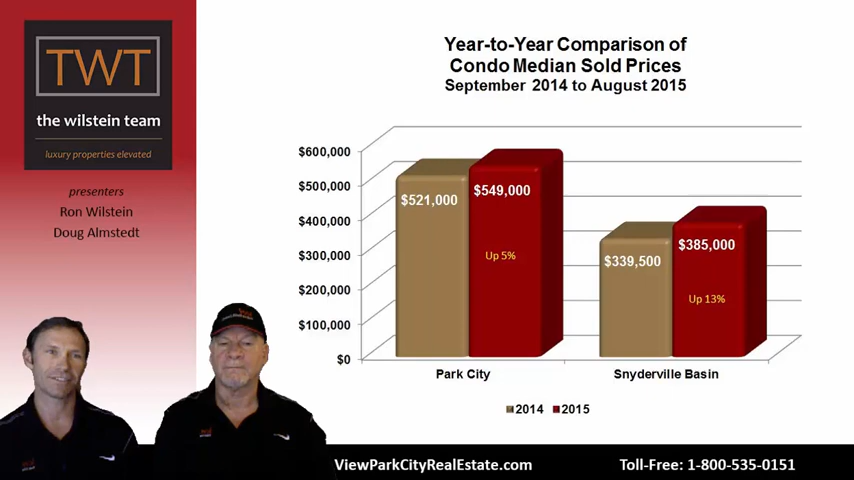 TWT
the wilstein team
luxury properties elevated
presenters
Ron Wilstein
Doug Almstedt
Year-to-Year Comparison of
Condo Median Sold Prices
September 2014 to August 2015
$600,000
$500,000
$400,000
$300,000
$200,000
$100,000
$0
$521,000
$549,000
Up 5%
$339,500
$385,000
Up 13%
Park City
Snyderville Basin
2014
2015
ViewParkCityRealEstate.com
Toll-Free: 1-800-535-0151